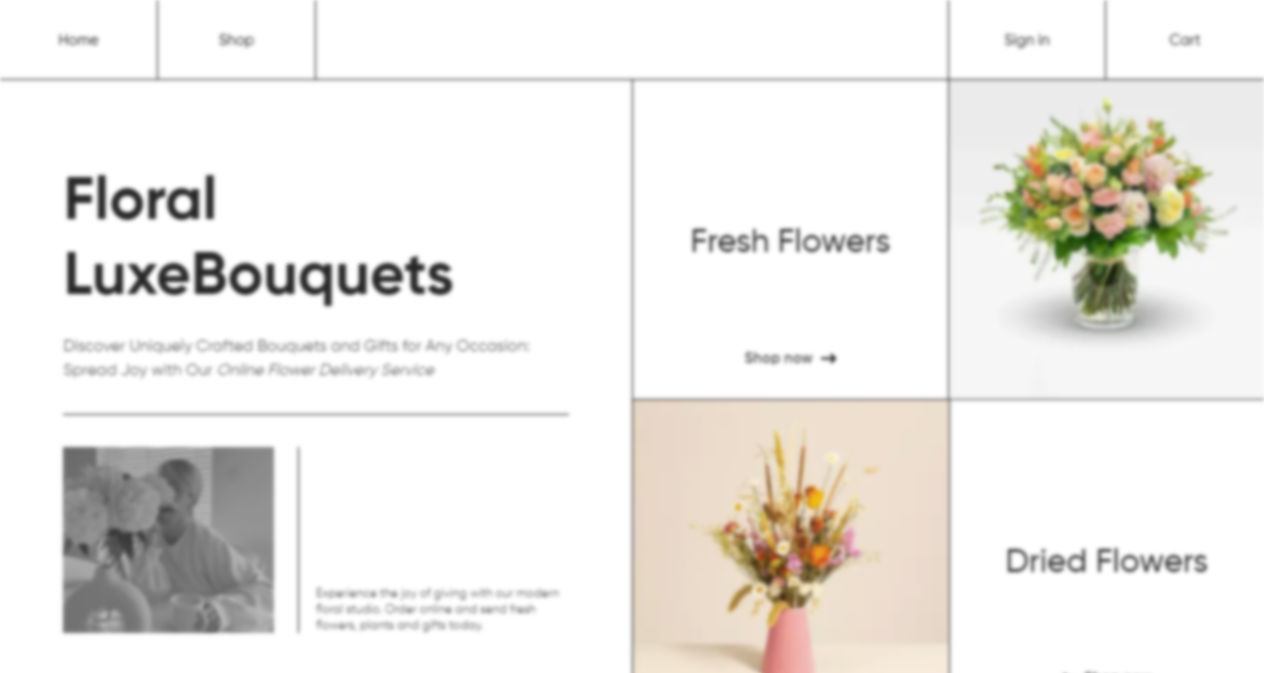 Home
Shop
Sign in
Cart
Floral
LuxeBouquets
Discover Uniquely Crafted Bouquets and Gifts for Any Occasion:
Spread Joy with Our Online Flower Delivery Service
Experience the joy of giving with our modern
floral studio. Order online and send fresh
flowers, plants and gifts today.
Fresh Flowers
Shop now →
Dried Flowers